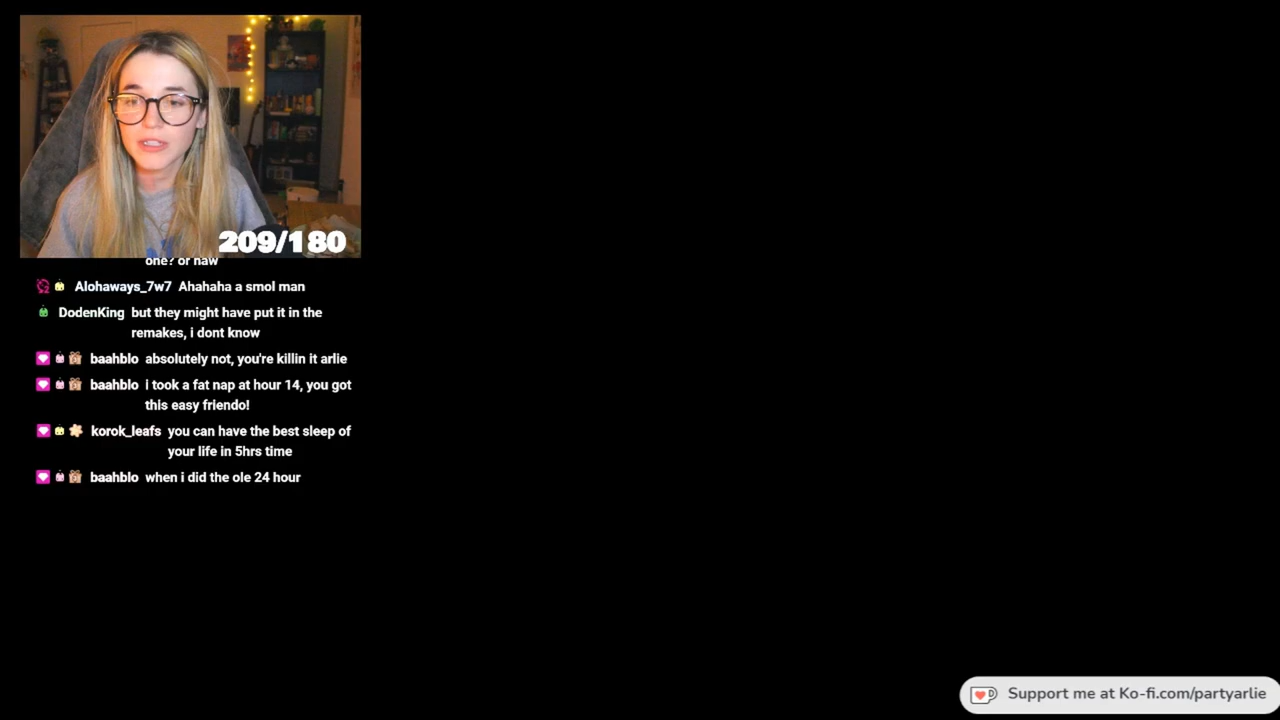 209/180
one? or naw
Alohaways_7w7 Ahahaha a smol man
DodenKing but they might have put it in the
remakes, i dont know
baahblo absolutely not, you're killin it arlie
baahblo i took a fat nap at hour 14, you got
this easy friendo!
korok_leafs you can have the best sleep of
your life in 5hrs time
baahblo when i did the ole 24 hour
Support me at Ko-fi.com/partyarlie